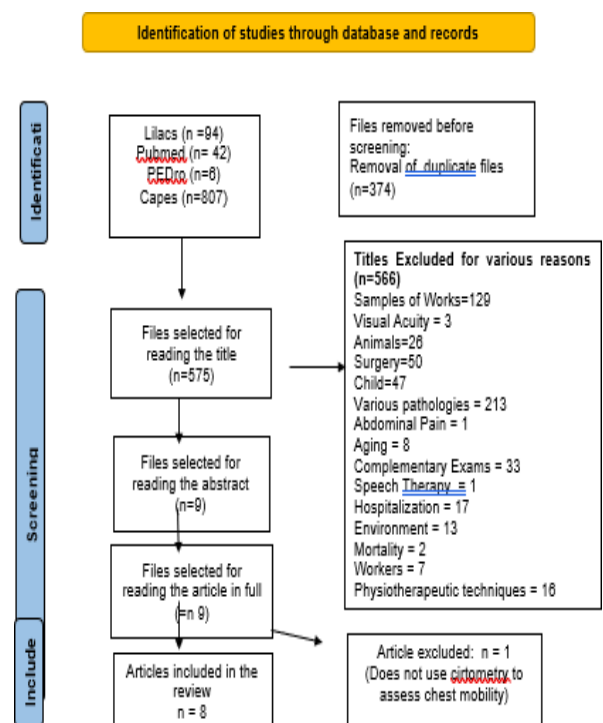 Identification of studies through database and records
Identificati
Lilacs (n =94)
Pubmed (n= 42)
PEDro (n=6)
Capes (n=807)
Files removed before
screening:
Removal of duplicate files
(n=374)
Screening
Files selected for
reading the title
(n=575)
Titles Excluded for various reasons
(n=566)
Samples of Works=129
Visual Acuity = 3
Animals=26
Surgery=50
Child=47
Various pathologies = 213
Abdominal Pain = 1
Aging = 8
Complementary Exams = 33
Speech Therapy = 1
Hospitalization = 17
Environment = 13
Mortality = 2
Workers = 7
Physiotherapeutic techniques = 16
Files selected for
reading the abstract
(n=9)
Files selected for
reading the article in full
(=n 9)
Article excluded: n = 1
(Does not use cirtometry to
assess chest mobility)
Include
Articles included in the
review
n = 8